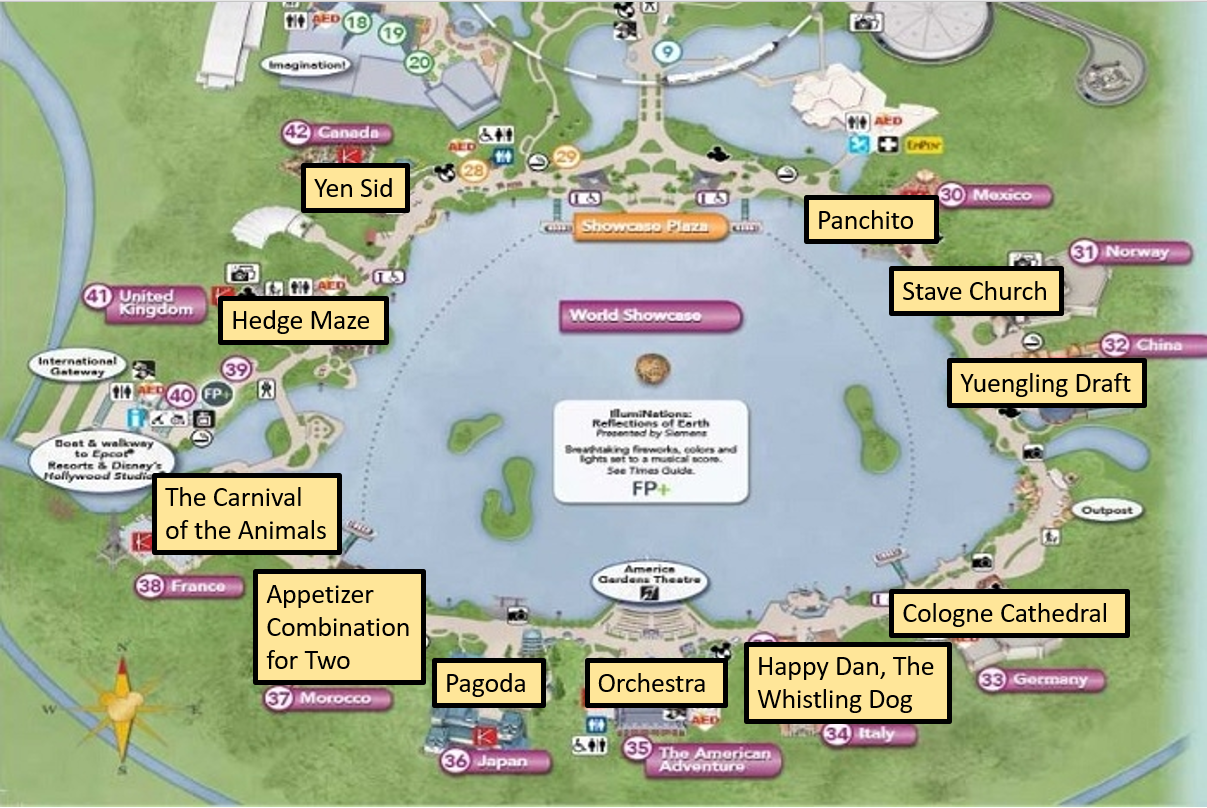 AED
18
19
20
Imagination!
9
42 Canada
AED
28
29
AED
EnPin
Yen Sid
Showcase Plaza
Panchito
30 Mexico
31 Norway
Stave Church
41 United
Kingdom
AED
Hedge Maze
World Showcase
32 China
Yuengling Draft
International
Gateway
39
AED
40
FP+
Boat & walkway
to Epcot®
Resorts & Disney's
Hollywood Studio
IllumiNations:
Reflections of Earth
Presented by Siemens
Breathtaking fireworks, colors and
lights set to a musical score.
See Times Guide.
FP+
The Carnival
of the Animals
Outpost
38 France
America
Gardens Theatre
Appetizer
Combination
for Two
Cologne Cathedral
AED
Pagoda
Orchestra
Happy Dan, The
Whistling Dog
33 Germany
37 Morocco
AED
34 Italy
36 Japan
35 The American
Adventure
N
W
E
S